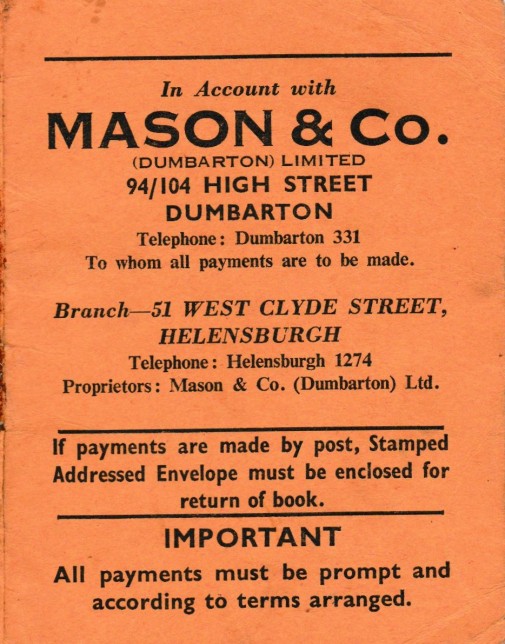 In Account with
MASON & Co.
(DUMBARTON) LIMITED
94/104 HIGH STREET
DUMBARTON
Telephone: Dumbarton 331
To whom all payments are to be made.
Branch—51 WEST CLYDE STREET,
HELENSBURGH
Telephone: Helensburgh 1274
Proprietors: Mason & Co. (Dumbarton) Ltd.
If payments are made by post, Stamped
Addressed Envelope must be enclosed for
return of book.
IMPORTANT
All payments must be prompt and
according to terms arranged.